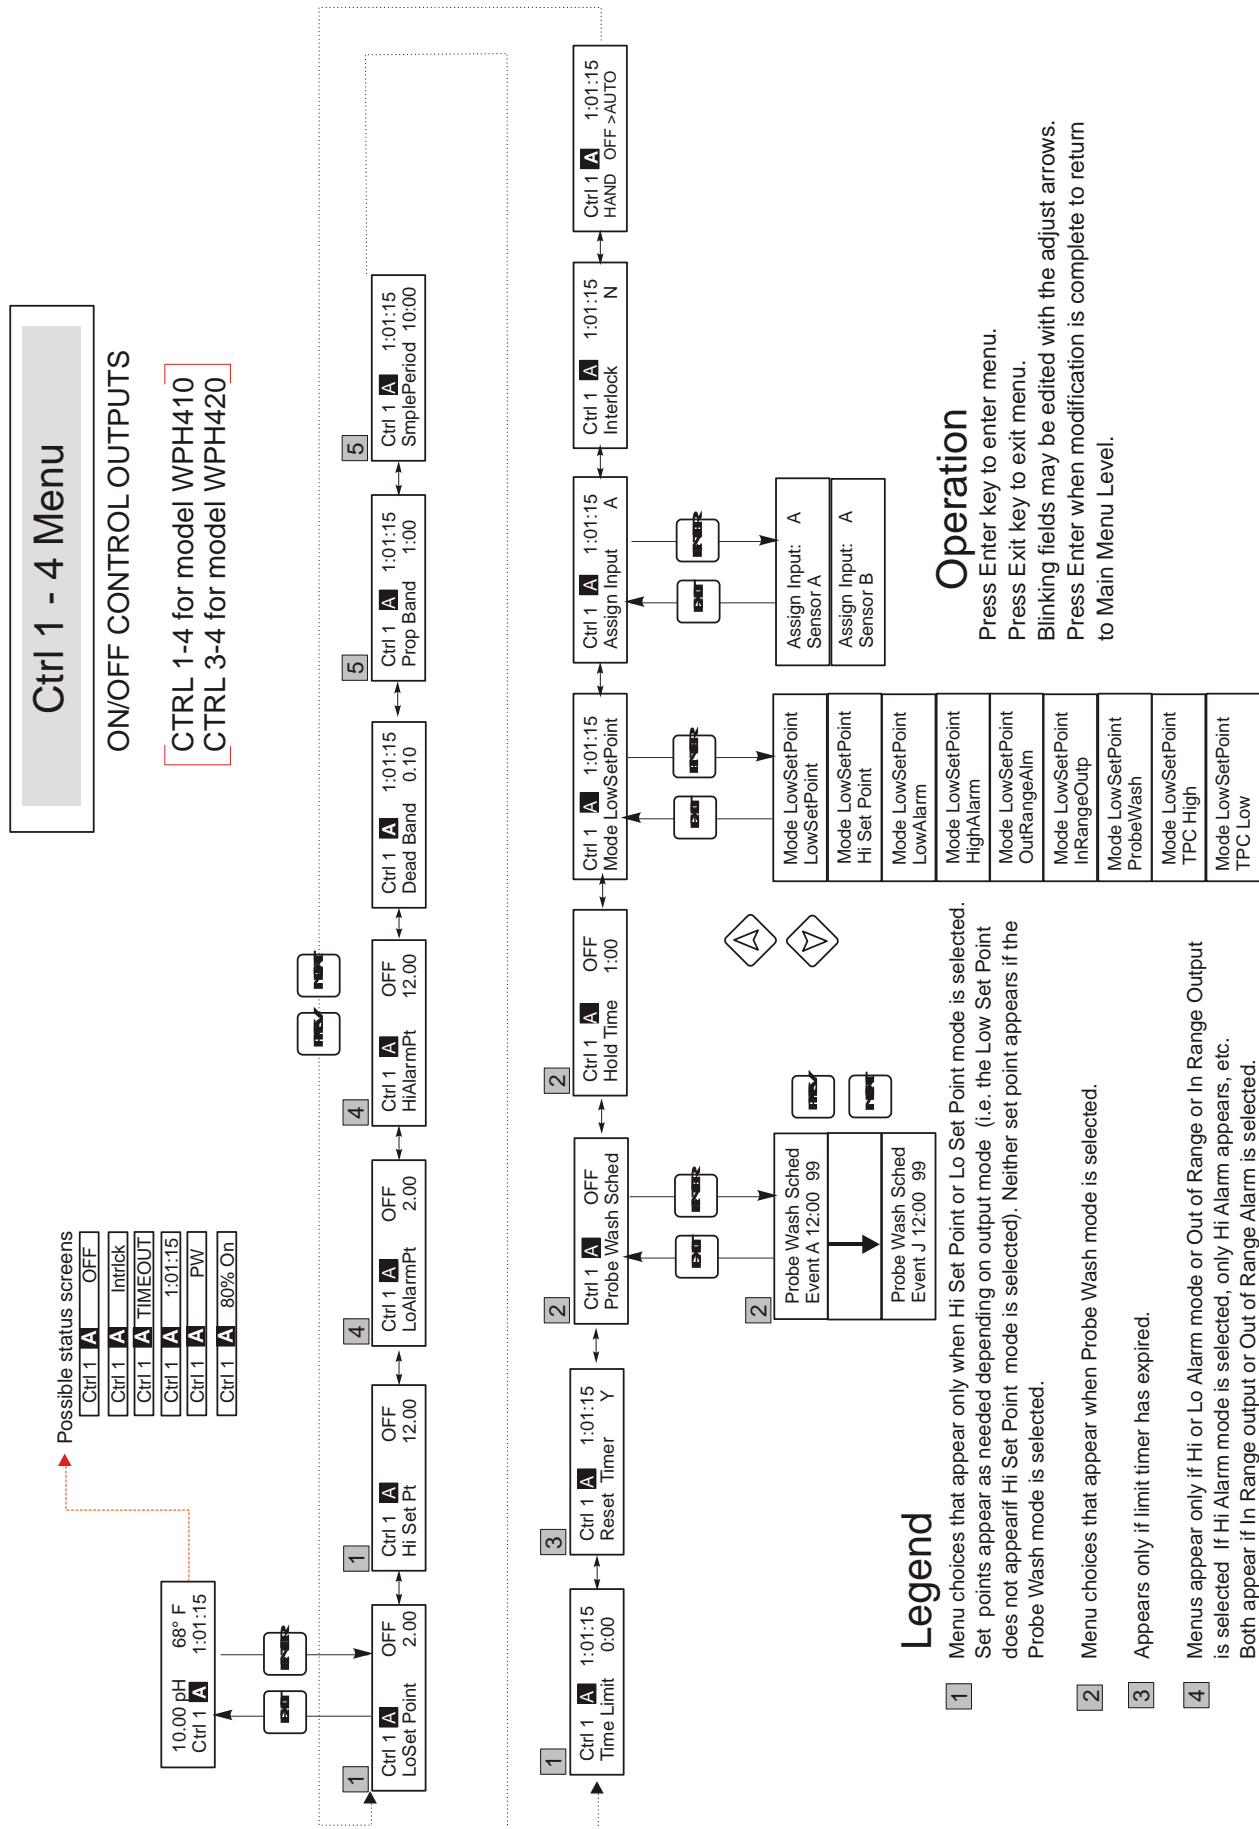 Ctrl 1 - 4 Menu
ON/OFF CONTROL OUTPUTS
CTRL 1-4 for model WPH410
CTRL 3-4 for model WPH420
10.00 pH 68° F
Ctrl 1 A 1:01:15
Possible status screens
Ctrl 1 A OFF
Ctrl 1 A Intrlck
Ctrl 1 A TIMEOUT
Ctrl 1 A 1:01:15
Ctrl 1 A PW
Ctrl 1 A 80% On
EXIT
ENTER
1
Ctrl 1 A OFF
LoSet Point 2.00
1
Ctrl 1 A OFF
Hi Set Pt 12.00
4
Ctrl 1 A OFF
LoAlarmPt 2.00
4
Ctrl 1 A OFF
HiAlarmPt 12.00
Ctrl 1 A 1:01:15
Dead Band 0.10
5
Ctrl 1 A 1:01:15
Prop Band 1:00
5
Ctrl 1 A 1:01:15
SmplePeriod 10:00
PREV
NEXT
1
Ctrl 1 A 1:01:15
Time Limit 0:00
3
Ctrl 1 A 1:01:15
Reset Timer Y
2
Ctrl 1 A OFF
Probe Wash Sched
2
Ctrl 1 A OFF
Hold Time 1:00
Ctrl 1 A 1:01:15
Mode LowSetPoint
Ctrl 1 A 1:01:15
Assign Input A
Ctrl 1 A 1:01:15
Interlock N
Ctrl 1 A 1:01:15
HAND OFF >AUTO
EXIT
ENTER
EXIT
ENTER
EXIT
ENTER
2
Probe Wash Sched
Event A 12:00 99
Probe Wash Sched
Event J 12:00 99
PREV
NEXT
Mode LowSetPoint
LowSetPoint
Mode LowSetPoint
Hi Set Point
Mode LowSetPoint
LowAlarm
Mode LowSetPoint
HighAlarm
Mode LowSetPoint
OutRangeAlm
Mode LowSetPoint
InRangeOutp
Mode LowSetPoint
ProbeWash
Mode LowSetPoint
TPC High
Mode LowSetPoint
TPC Low
Assign Input: A
Sensor A
Assign Input: A
Sensor B
Operation
Press Enter key to enter menu.
Press Exit key to exit menu.
Blinking fields may be edited with the adjust arrows.
Press Enter when modification is complete to return
to Main Menu Level.
Legend
1 Menu choices that appear only when Hi Set Point or Lo Set Point mode is selected.
Set points appear as needed depending on output mode (i.e. the Low Set Point
does not appearif Hi Set Point mode is selected). Neither set point appears if the
Probe Wash mode is selected.
2 Menu choices that appear when Probe Wash mode is selected.
3 Appears only if limit timer has expired.
4 Menus appear only if Hi or Lo Alarm mode or Out of Range or In Range Output
is selected If Hi Alarm mode is selected, only Hi Alarm appears, etc.
Both appear if In Range output or Out of Range Alarm is selected.